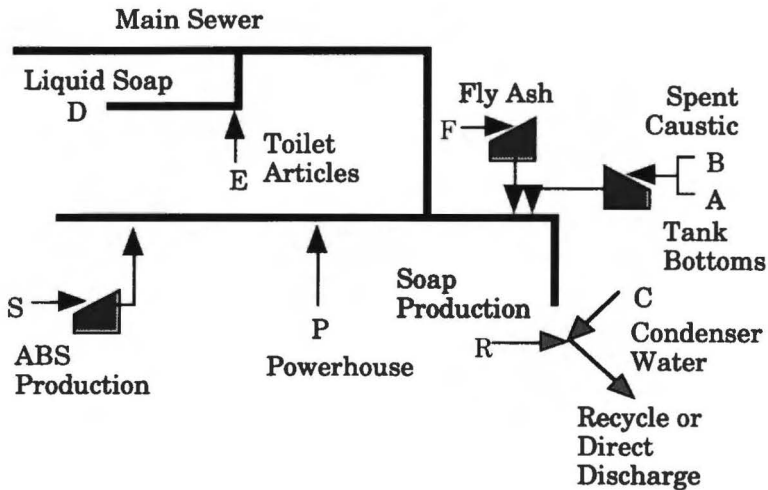 Main Sewer
Liquid Soap
D
E
Toilet
Articles
Fly Ash
F
Spent
Caustic
B
A
Tank
Bottoms
S
ABS
Production
P
Powerhouse
Soap
Production
R
C
Condenser
Water
Recycle or
Direct
Discharge